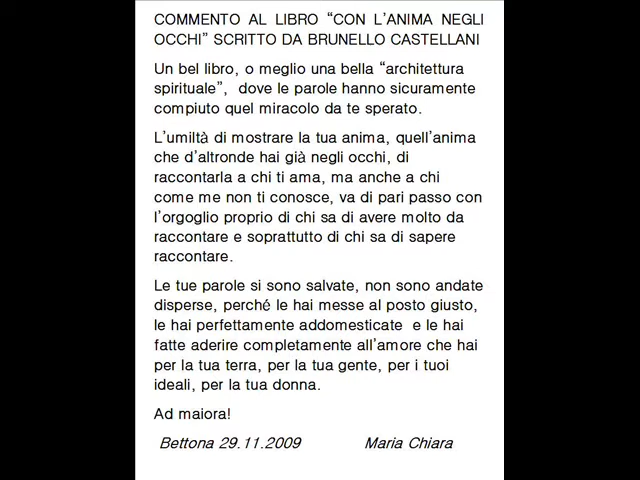 COMMENTO AL LIBRO “CON L’ANIMA NEGLI
OCCHI” SCRITTO DA BRUNELLO CASTELLANI
Un bel libro, o meglio una bella “architettura
spirituale”, dove le parole hanno sicuramente
compiuto quel miracolo da te sperato.
L’umiltà di mostrare la tua anima, quell’anima
che d’altronde hai già negli occhi, di
raccontarla a chi ti ama, ma anche a chi
come me non ti conosce, va di pari passo con
l’orgoglio proprio di chi sa di avere molto da
raccontare e soprattutto di chi sa di sapere
raccontare.
Le tue parole si sono salvate, non sono andate
disperse, perché le hai messe al posto giusto,
le hai perfettamente addomesticate e le hai
fatte aderire completamente all’amore che hai
per la tua terra, per la tua gente, per i tuoi
ideali, per la tua donna.
Ad maiora!
Bettona 29.11.2009 Maria Chiara